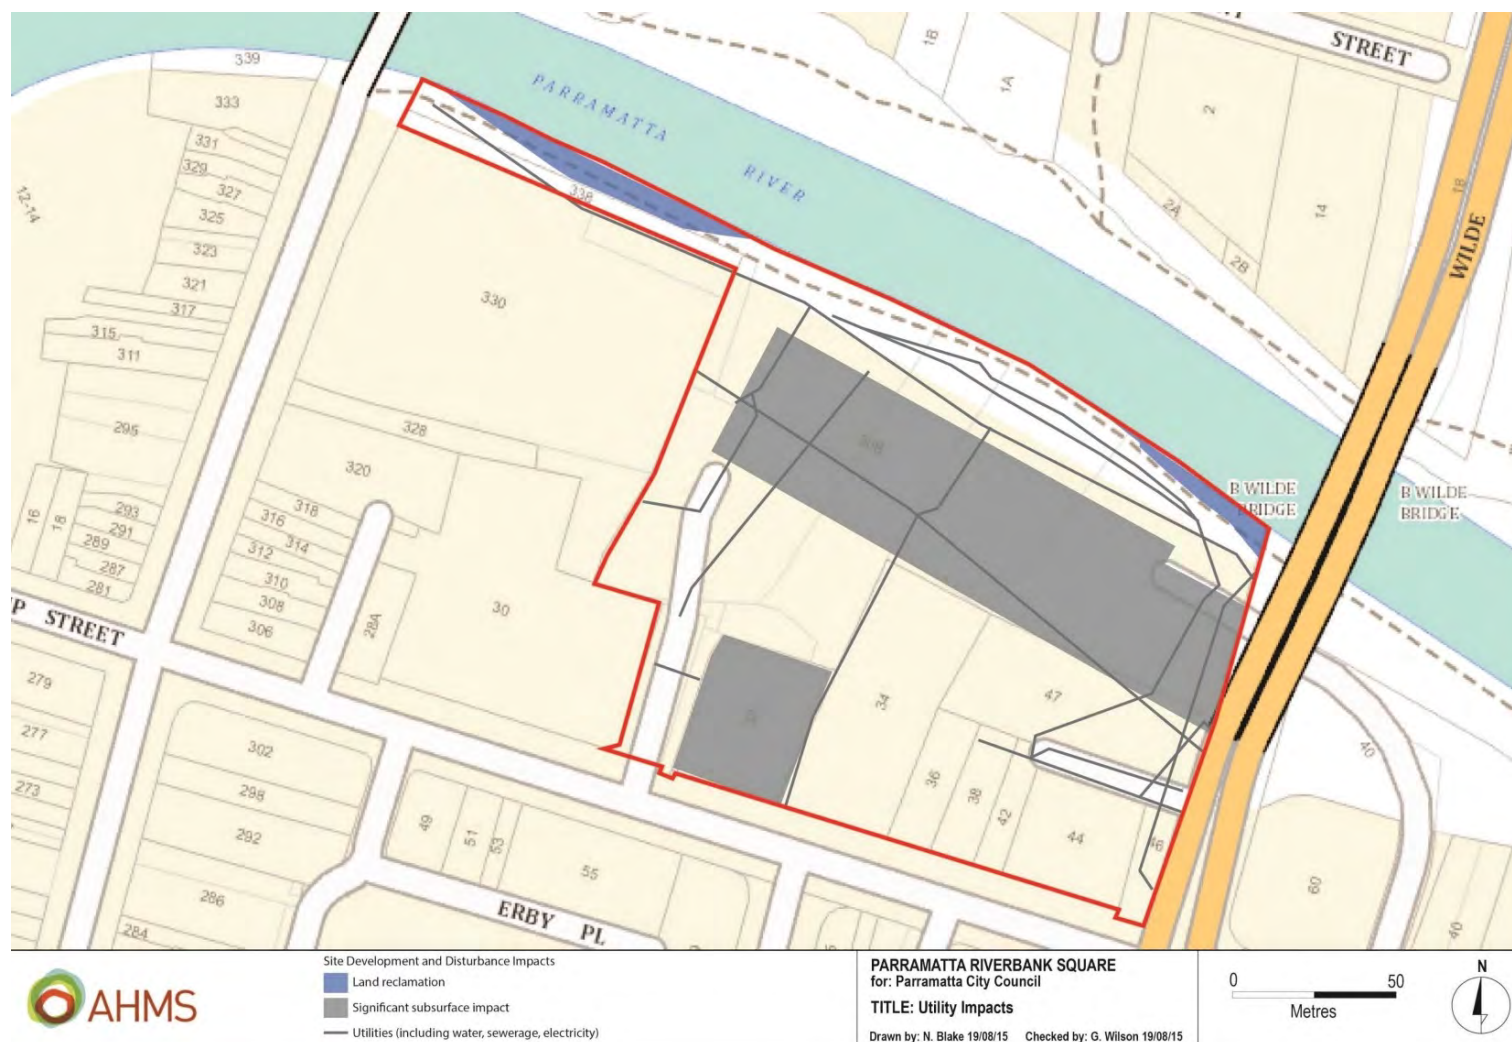 STREET
339
333
1B
1A
2
PARRAMATTA
RIVER
331
329
327
325
323
321
317
315
311
12-14
338
2A
2B
14
18
WILDE
330
295
328
320
318
316
314
312
310
308
306
16
18
293
291
289
287
281
28A
30
B WILDE
BRIDGE
B WILDE
BRIDGE
STREET
279
277
273
302
298
292
286
284
34
47
36
38
42
44
46
40
49
51
53
55
60
40
ERBY PL
AHMS
Site Development and Disturbance Impacts
Land reclamation
Significant subsurface impact
Utilities (including water, sewerage, electricity)
PARRAMATTA RIVERBANK SQUARE
for: Parramatta City Council
TITLE: Utility Impacts
Drawn by: N. Blake 19/08/15 Checked by: G. Wilson 19/08/15
0 50
Metres
N